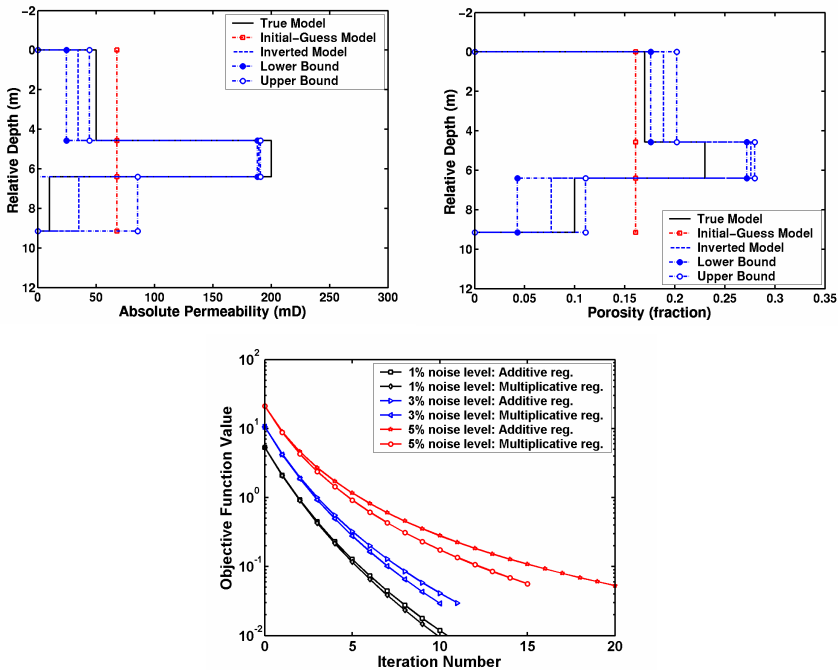 −2
0
2
4
6
8
10
12
0
50
100
150
200
250
300
Relative Depth (m)
Absolute Permeability (mD)
True Model
Initial−Guess Model
Inverted Model
Lower Bound
Upper Bound
−2
0
2
4
6
8
10
12
0
0.05
0.1
0.15
0.2
0.25
0.3
0.35
Relative Depth (m)
Porosity (fraction)
True Model
Initial−Guess Model
Inverted Model
Lower Bound
Upper Bound
10^2
10^1
10^0
10^-1
10^-2
0
5
10
15
20
Objective Function Value
Iteration Number
1% noise level: Additive reg.
1% noise level: Multiplicative reg.
3% noise level: Additive reg.
3% noise level: Multiplicative reg.
5% noise level: Additive reg.
5% noise level: Multiplicative reg.